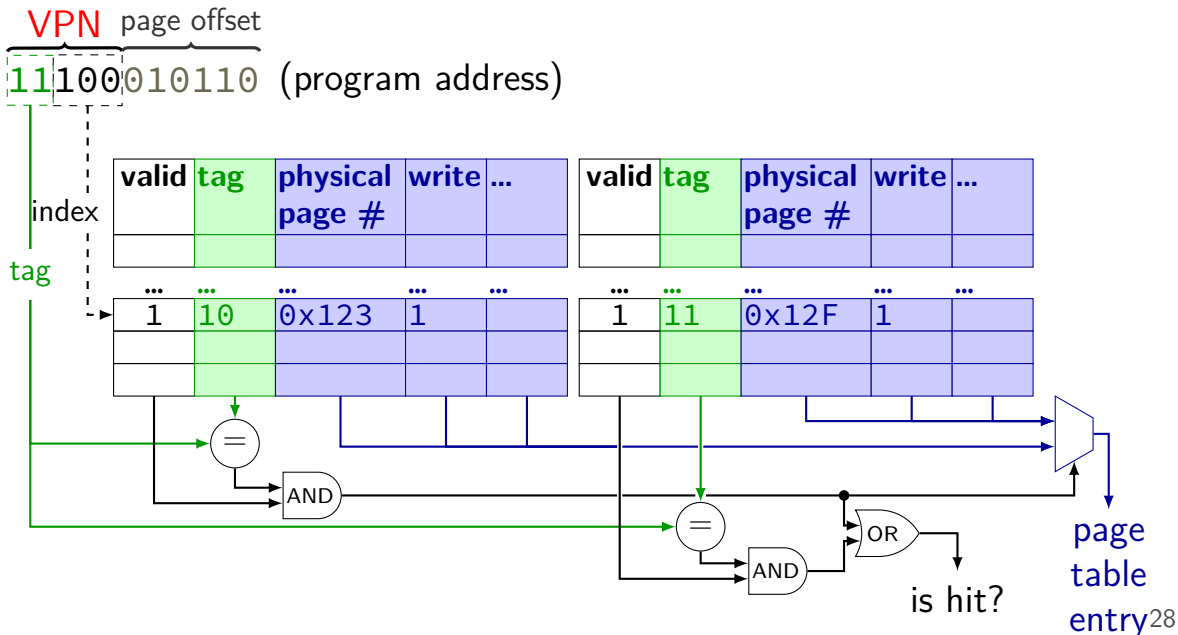 VPN page offset
11100010110 (program address)
valid tag physical page # write ... valid tag physical page # write ...
index
tag
... ... ... ... ... ... ... ... ... ...
1 10 0x123 1 1 11 0x12F 1
=
AND
=
OR
AND
is hit?
page
table
entry
28